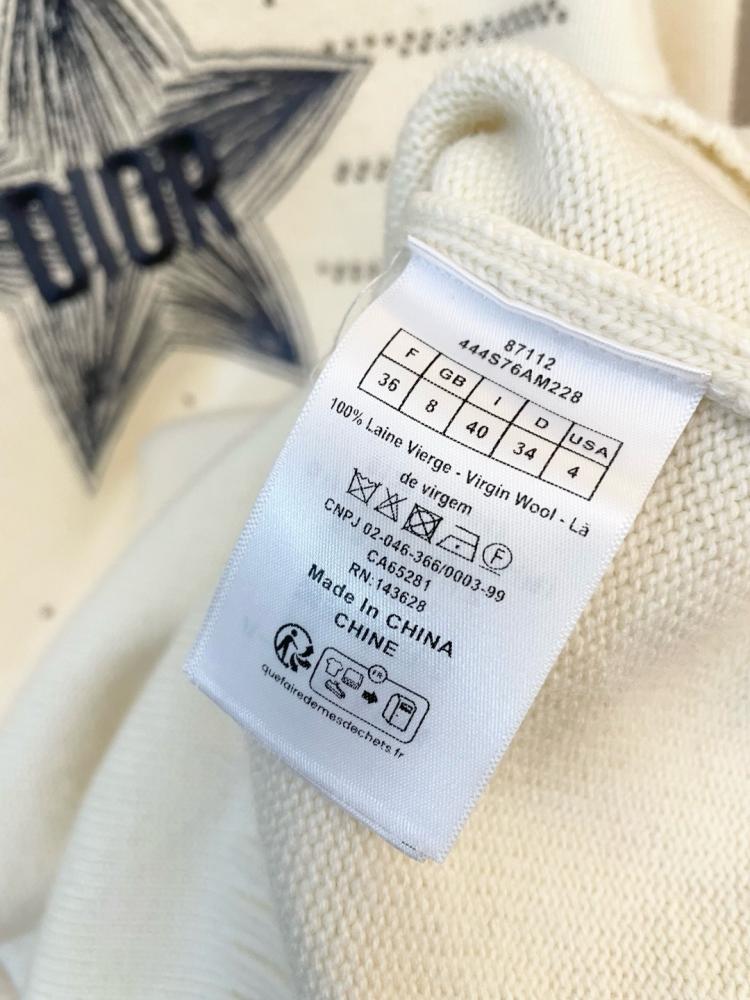 DIOR
87112
444S76AM228
F GB I D USA
36 8 40 34 4
100% Laine Vierge - Virgin Wool - Lã
de virgem
F
CNPJ 02-046-366/0003-99
CA65281
RN:143628
Made In CHINA
CHINE
FR
quefairedemesdechets.fr